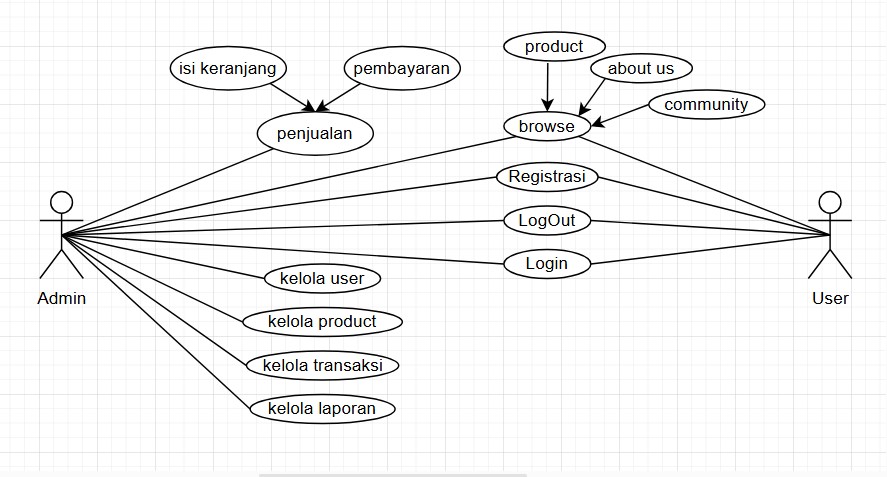 product
isi keranjang
pembayaran
about us
community
penjualan
browse
Registrasi
LogOut
Login
kelola user
Admin
User
kelola product
kelola transaksi
kelola laporan